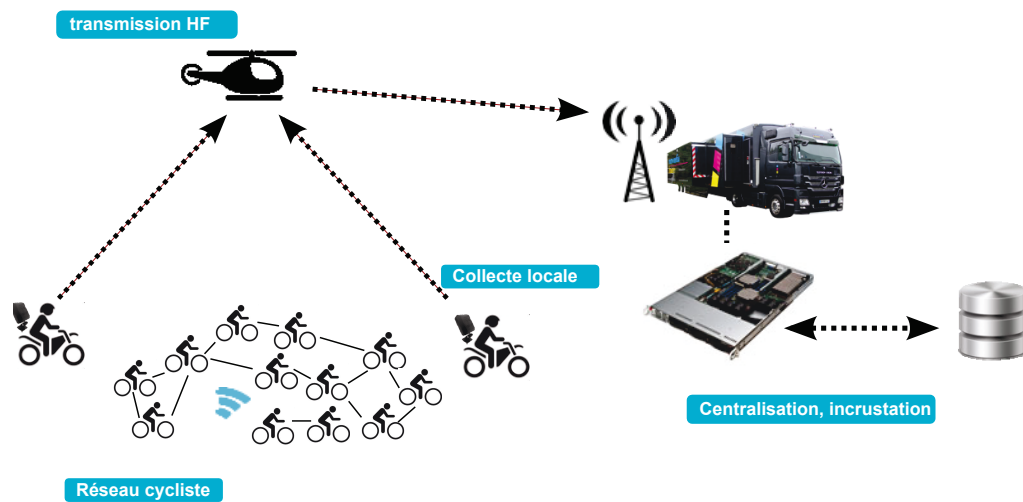 transmission HF
Collecte locale
Centralisation, incrustation
Réseau cycliste